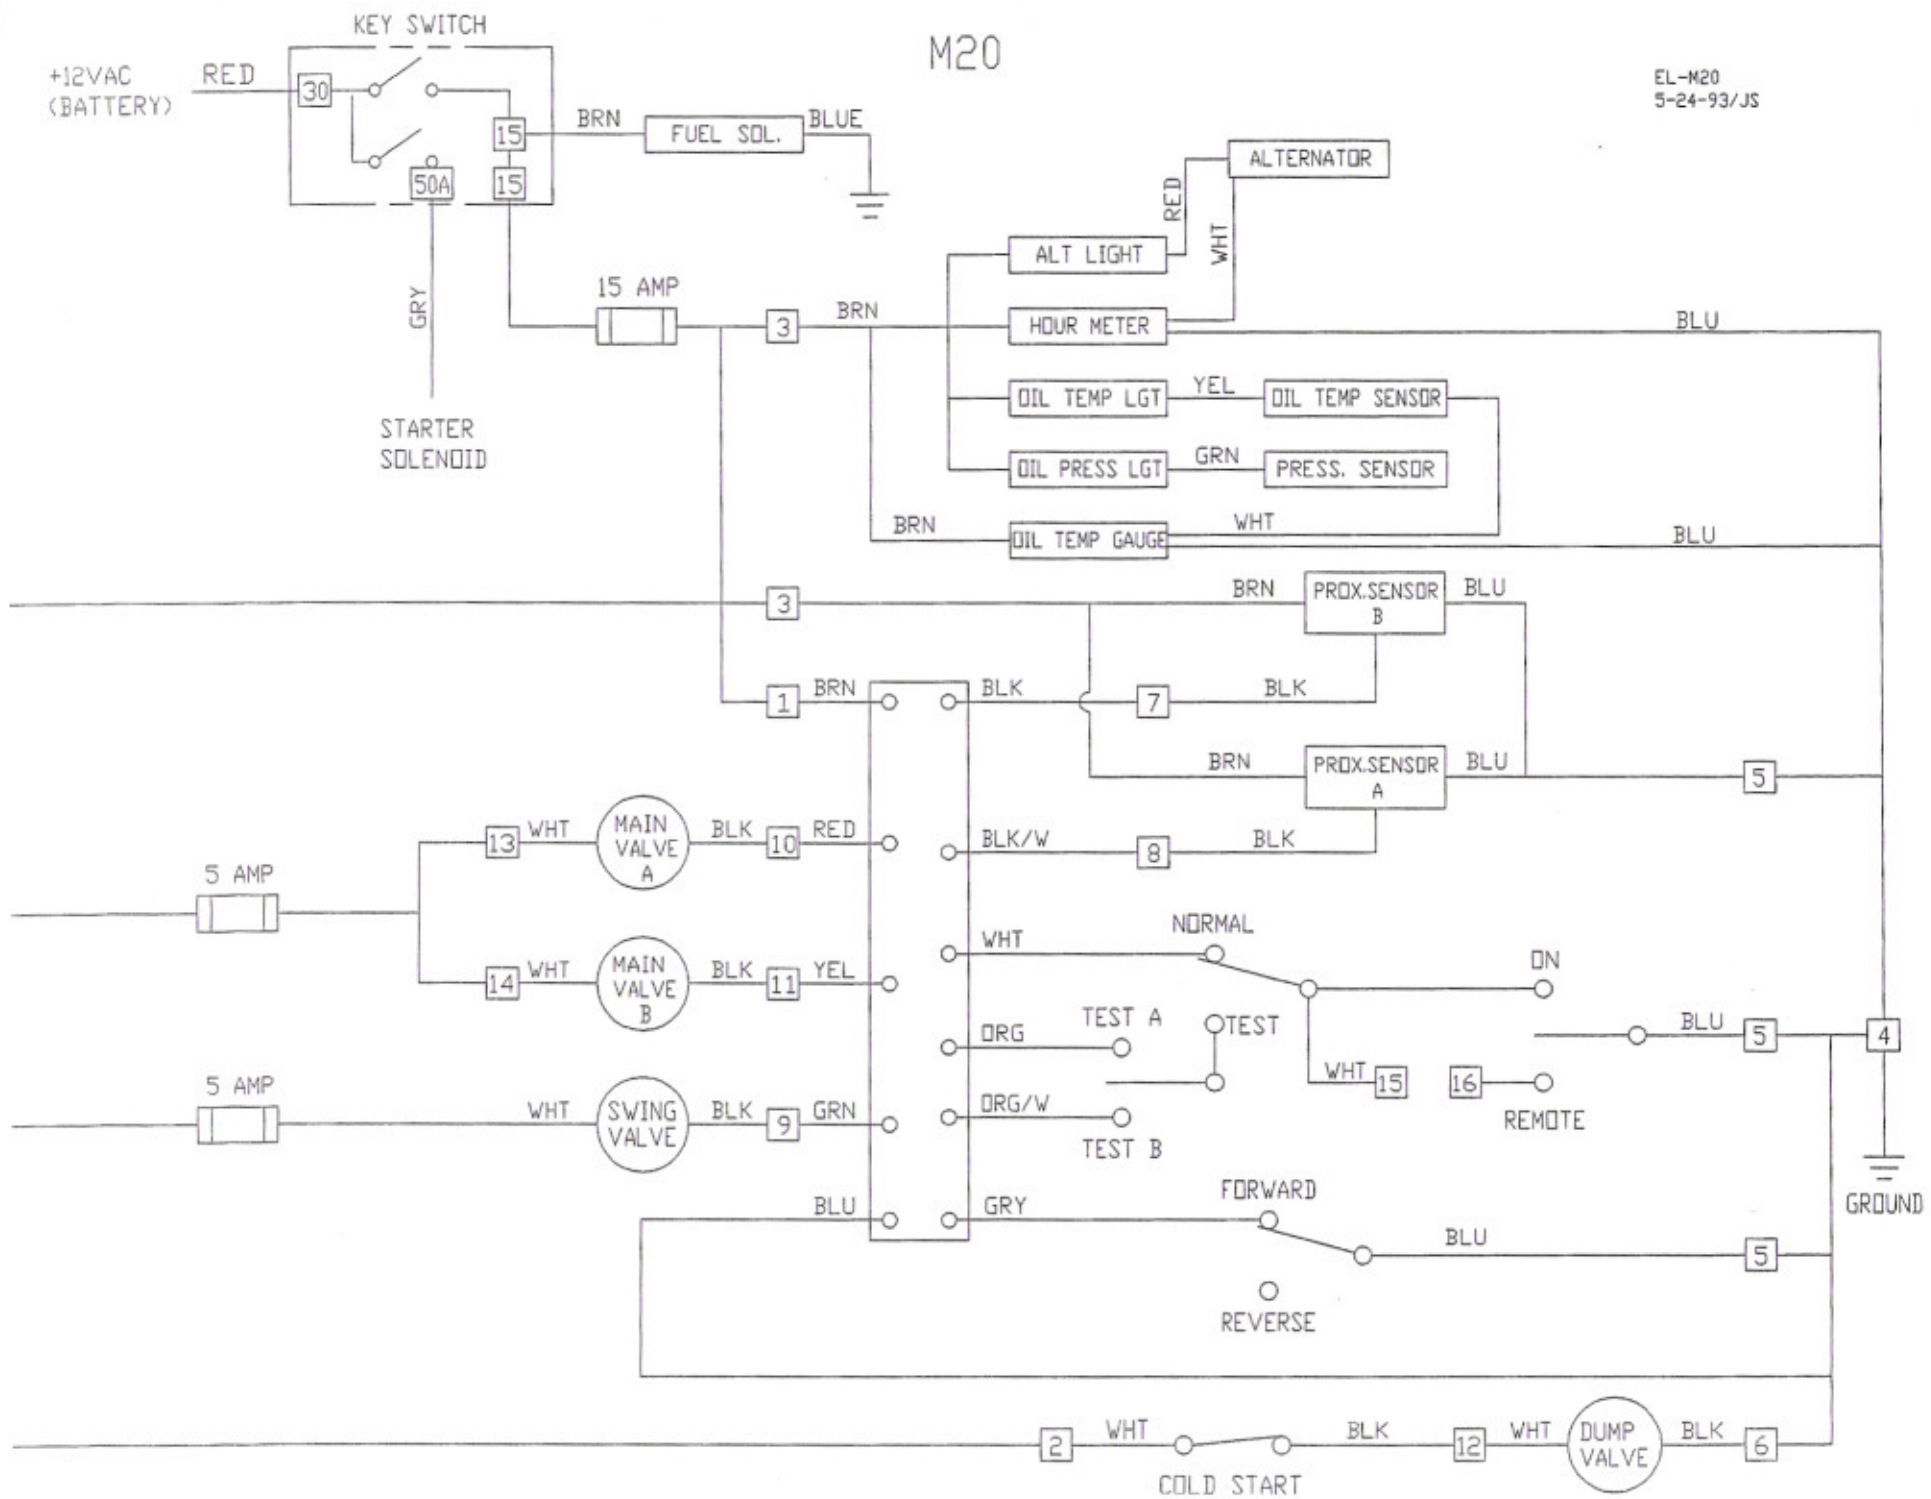 KEY SWITCH
M20
+12VAC
(BATTERY)
RED
30
EL-M20
5-24-93/JS
15
BRN
FUEL SOL.
BLUE
50A
15
ALTERNATOR
RED
WHT
ALT LIGHT
GRY
15 AMP
3
BRN
HOUR METER
BLU
OIL TEMP LGT
YEL
OIL TEMP SENSOR
STARTER
SOLENOID
OIL PRESS LGT
GRN
PRESS. SENSOR
BRN
OIL TEMP GAUGE
WHT
BLU
3
BRN
PROX.SENSOR
B
BLU
1
BRN
BLK
7
BLK
BRN
PROX.SENSOR
A
BLU
5
13
WHT
MAIN
VALVE
A
BLK
10
RED
BLK/W
8
BLK
5 AMP
NORMAL
WHT
ON
14
WHT
MAIN
VALVE
B
BLK
11
YEL
TEST A
TEST
ORG
BLU
5
4
5 AMP
WHT
15
16
WHT
SWING
VALVE
BLK
9
GRN
ORG/W
TEST B
REMOTE
FORWARD
GROUND
BLU
GRY
BLU
5
REVERSE
2
WHT
BLK
12
WHT
DUMP
VALVE
BLK
6
COLD START